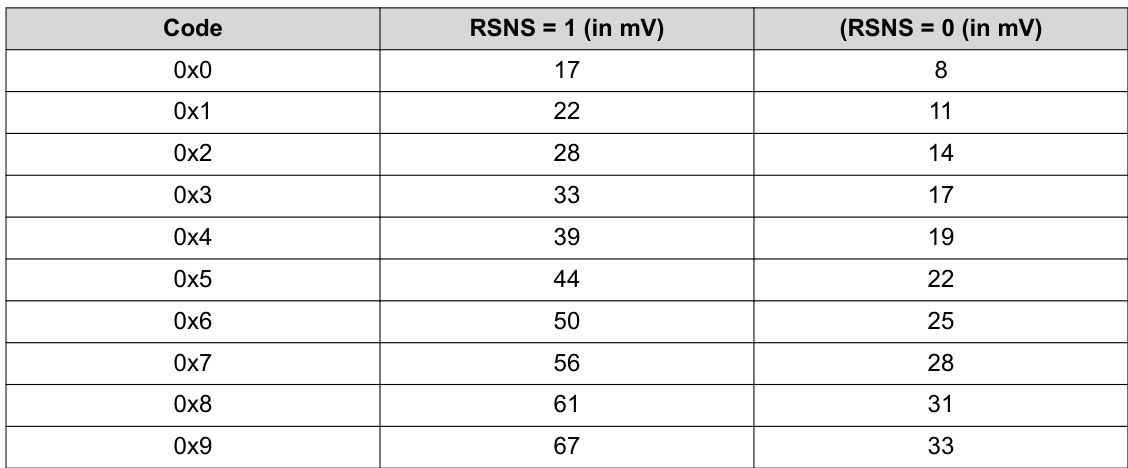 Code RSNS = 1 (in mV) (RSNS = 0 (in mV)
0x0 17 8
0x1 22 11
0x2 28 14
0x3 33 17
0x4 39 19
0x5 44 22
0x6 50 25
0x7 56 28
0x8 61 31
0x9 67 33